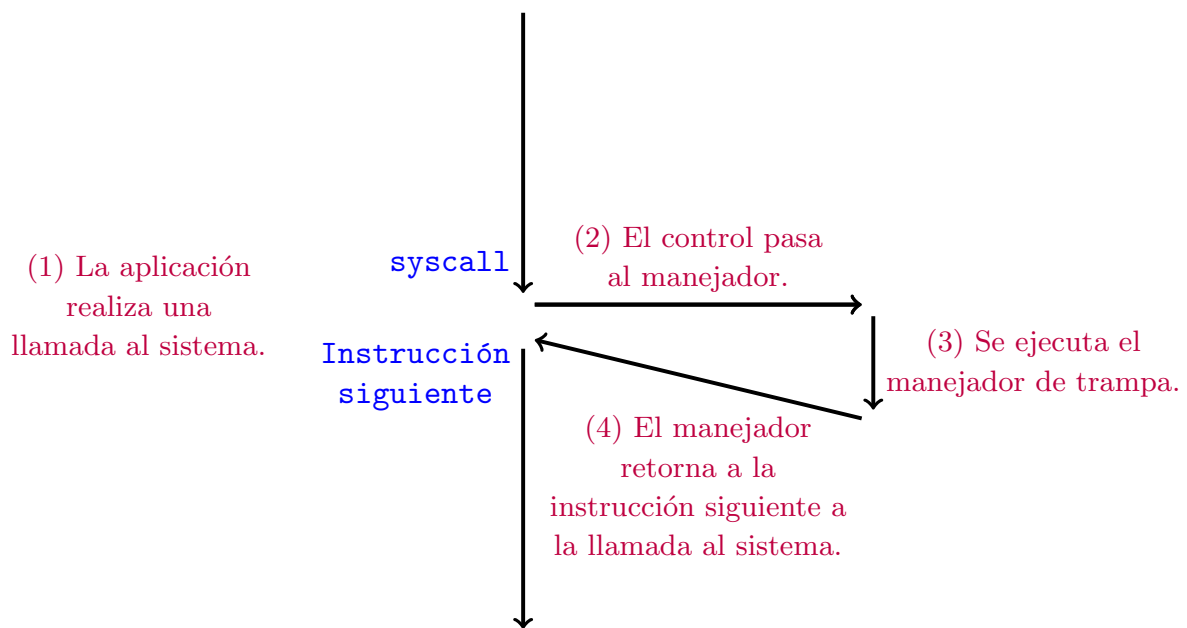 (1) La aplicación
realiza una
llamada al sistema.
syscall
Instrucción
siguiente
(2) El control pasa
al manejador.
(3) Se ejecuta el
manejador de trampa.
(4) El manejador
retorna a la
instrucción siguiente a
la llamada al sistema.